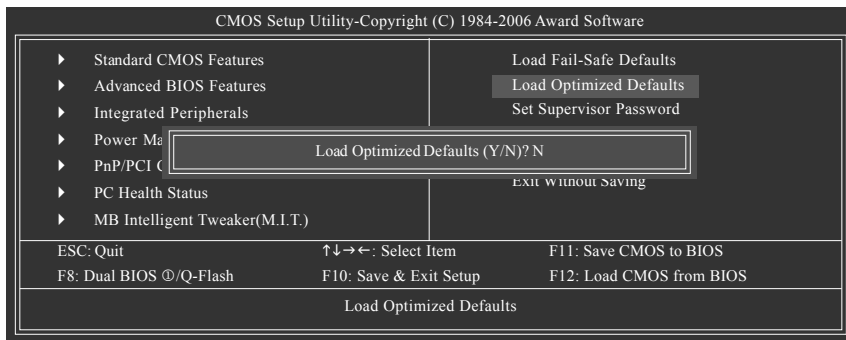 CMOS Setup Utility-Copyright (C) 1984-2006 Award Software
Standard CMOS Features
Advanced BIOS Features
Integrated Peripherals
Power Ma
PnP/PCI
PC Health Status
MB Intelligent Tweaker(M.I.T.)
Load Fail-Safe Defaults
Load Optimized Defaults
Set Supervisor Password
Exit Without Saving
Load Optimized Defaults (Y/N)? N
ESC: Quit ↑↓→←: Select Item F11: Save CMOS to BIOS
F8: Dual BIOS ①/Q-Flash F10: Save & Exit Setup F12: Load CMOS from BIOS
Load Optimized Defaults